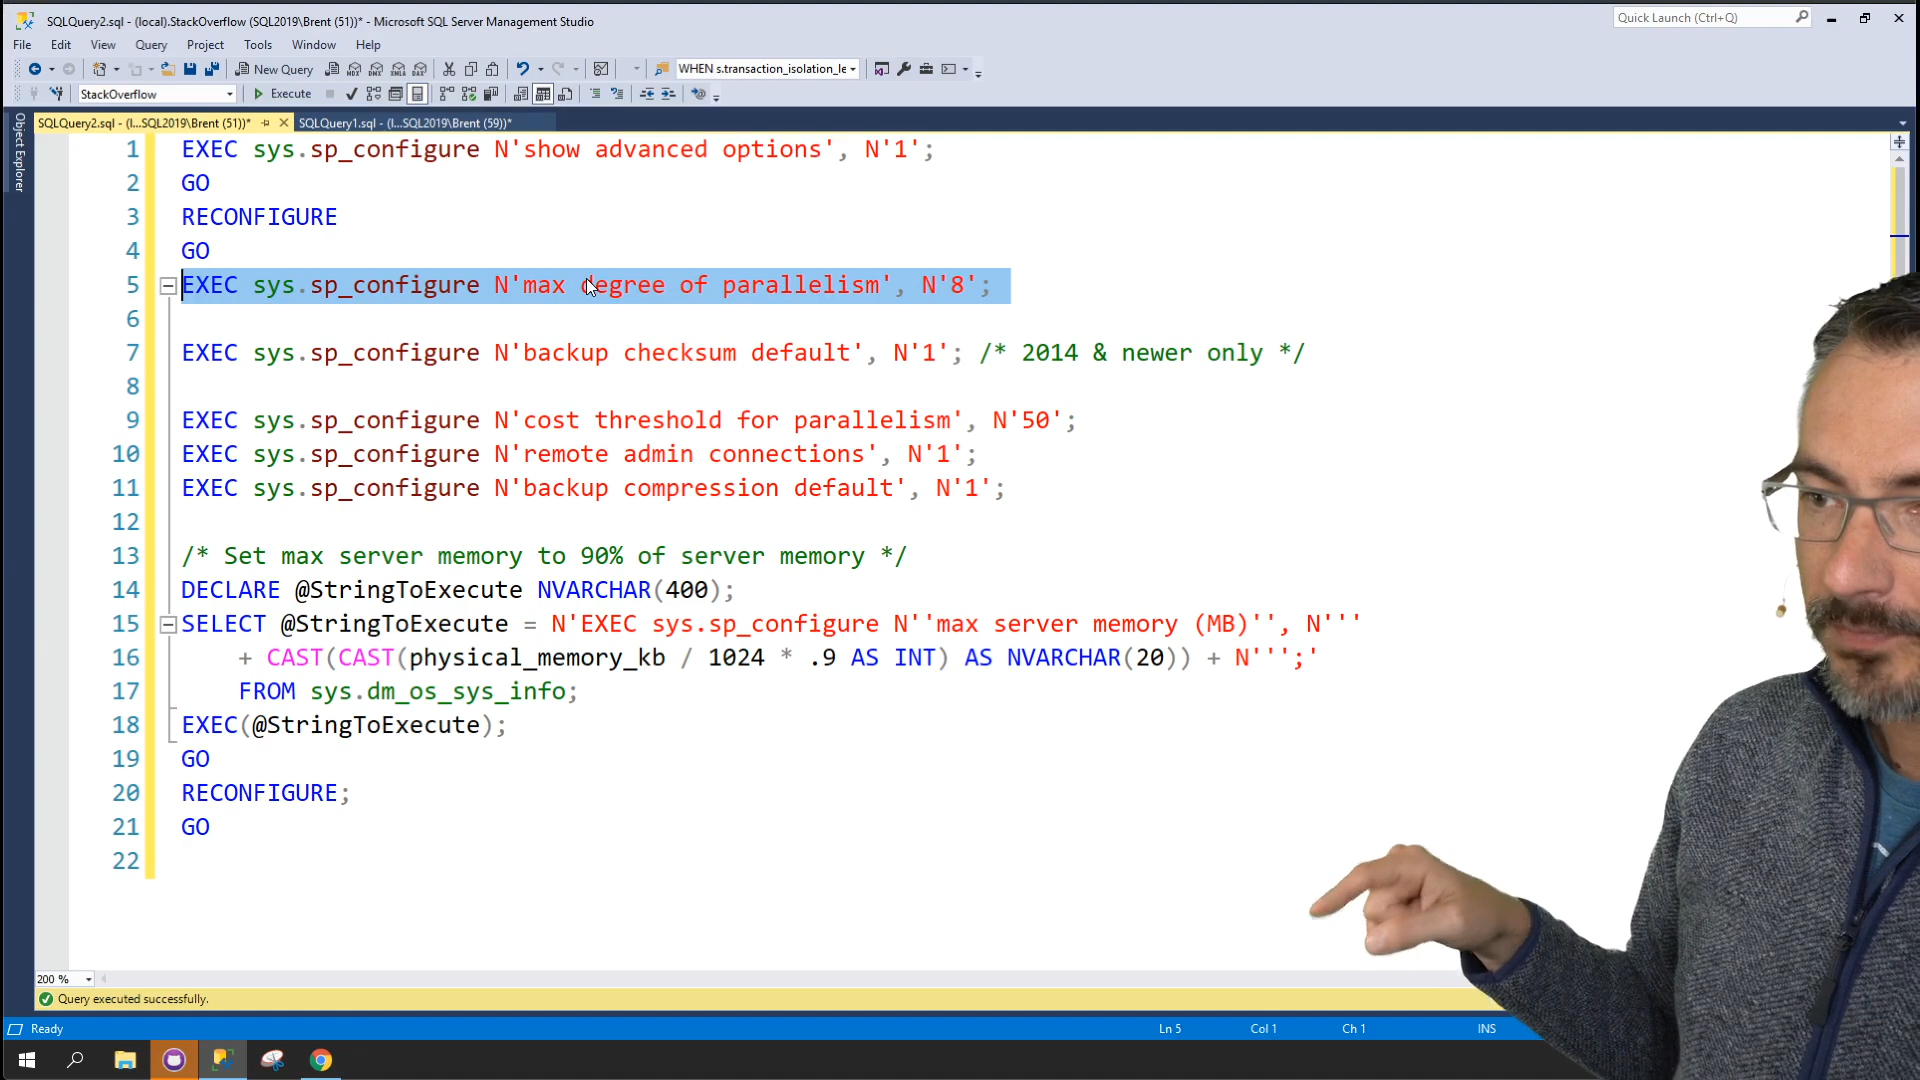 SQLQuery2.sql - (local).StackOverflow (SQL2019\Brent (51))* - Microsoft SQL Server Management Studio
Quick Launch (Ctrl+Q)
File Edit View Query Project Tools Window Help
New Query
WHEN s.transaction_isolation_le
StackOverflow
Execute
SQLQuery2.sql - (l...SQL2019\Brent (51))*
SQLQuery1.sql - (l...SQL2019\Brent (59))*
Object Explorer
1 EXEC sys.sp_configure N'show advanced options', N'1';
2 GO
3 RECONFIGURE
4 GO
5 EXEC sys.sp_configure N'max degree of parallelism', N'8';
6
7 EXEC sys.sp_configure N'backup checksum default', N'1'; /* 2014 & newer only */
8
9 EXEC sys.sp_configure N'cost threshold for parallelism', N'50';
10 EXEC sys.sp_configure N'remote admin connections', N'1';
11 EXEC sys.sp_configure N'backup compression default', N'1';
12
13 /* Set max server memory to 90% of server memory */
14 DECLARE @StringToExecute NVARCHAR(400);
15 SELECT @StringToExecute = N'EXEC sys.sp_configure N''max server memory (MB)'', N'''
16 + CAST(CAST(physical_memory_kb / 1024 * .9 AS INT) AS NVARCHAR(20)) + N''';'
17 FROM sys.dm_os_sys_info;
18 EXEC(@StringToExecute);
19 GO
20 RECONFIGURE;
21 GO
22
200 %
Query executed successfully.
Ready Ln 5 Col 1 Ch 1 INS